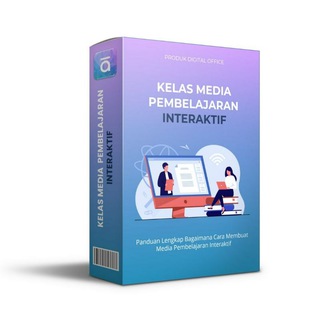 PRODUK DIGITAL OFFICE
KELAS MEDIA
PEMBELAJARAN
INTERAKTIF
Panduan Lengkap Bagaimana Cara Membuat
Media Pembelajaran Interaktif
ā
KELAS MEDIA PEMBELAJARAN
INTERAKTIF